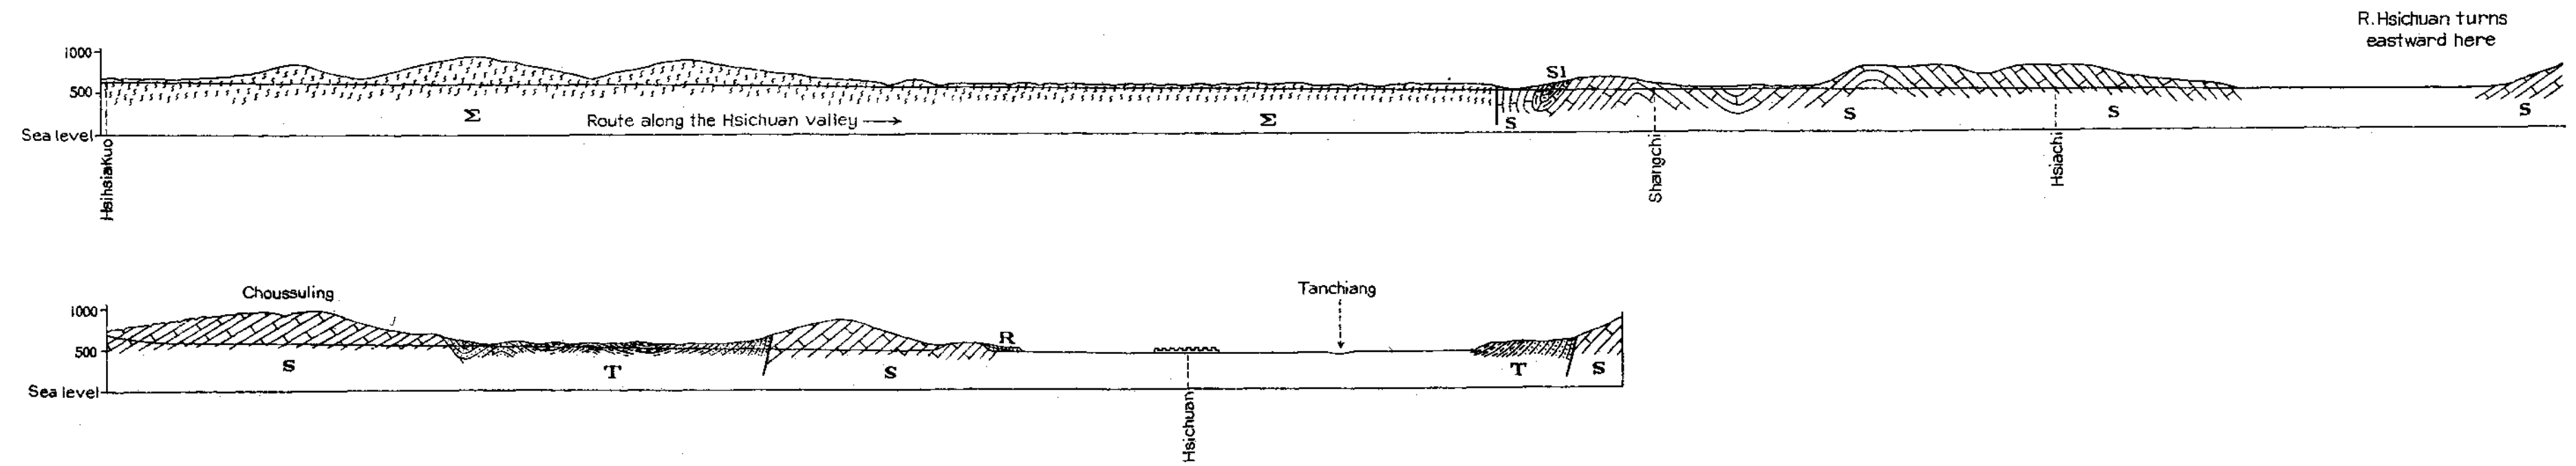 R. Hsichuan turns
eastward here
1000
500
Sea level
Σ
Route along the Hsichuan valley
Σ
S
Sl
S
S
S
Hsihsiakuo
Shangchi
Hsiachi
Choussuling
Tanchiang
1000
500
Sea level
S
T
S
R
T
S
Hsichuan